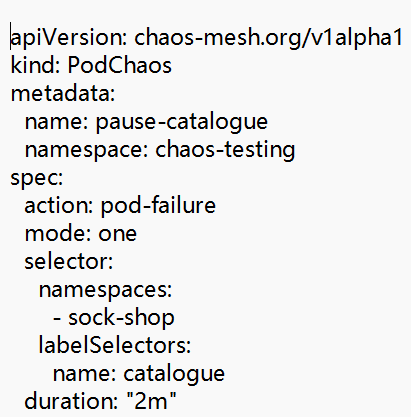 apiVersion: chaos-mesh.org/v1alpha1
kind: PodChaos
metadata:
  name: pause-catalogue
  namespace: chaos-testing
spec:
  action: pod-failure
  mode: one
  selector:
    namespaces:
      - sock-shop
    labelSelectors:
      name: catalogue
  duration: "2m"